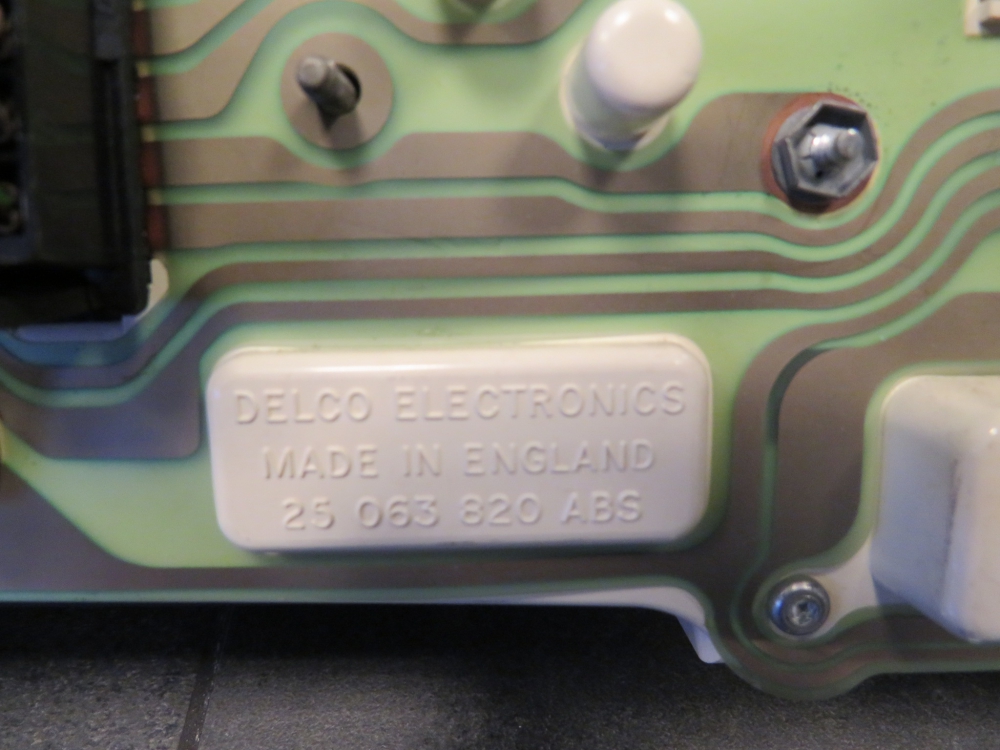 DELCO ELECTRONICS
MADE IN ENGLAND
25 063 820 ABS